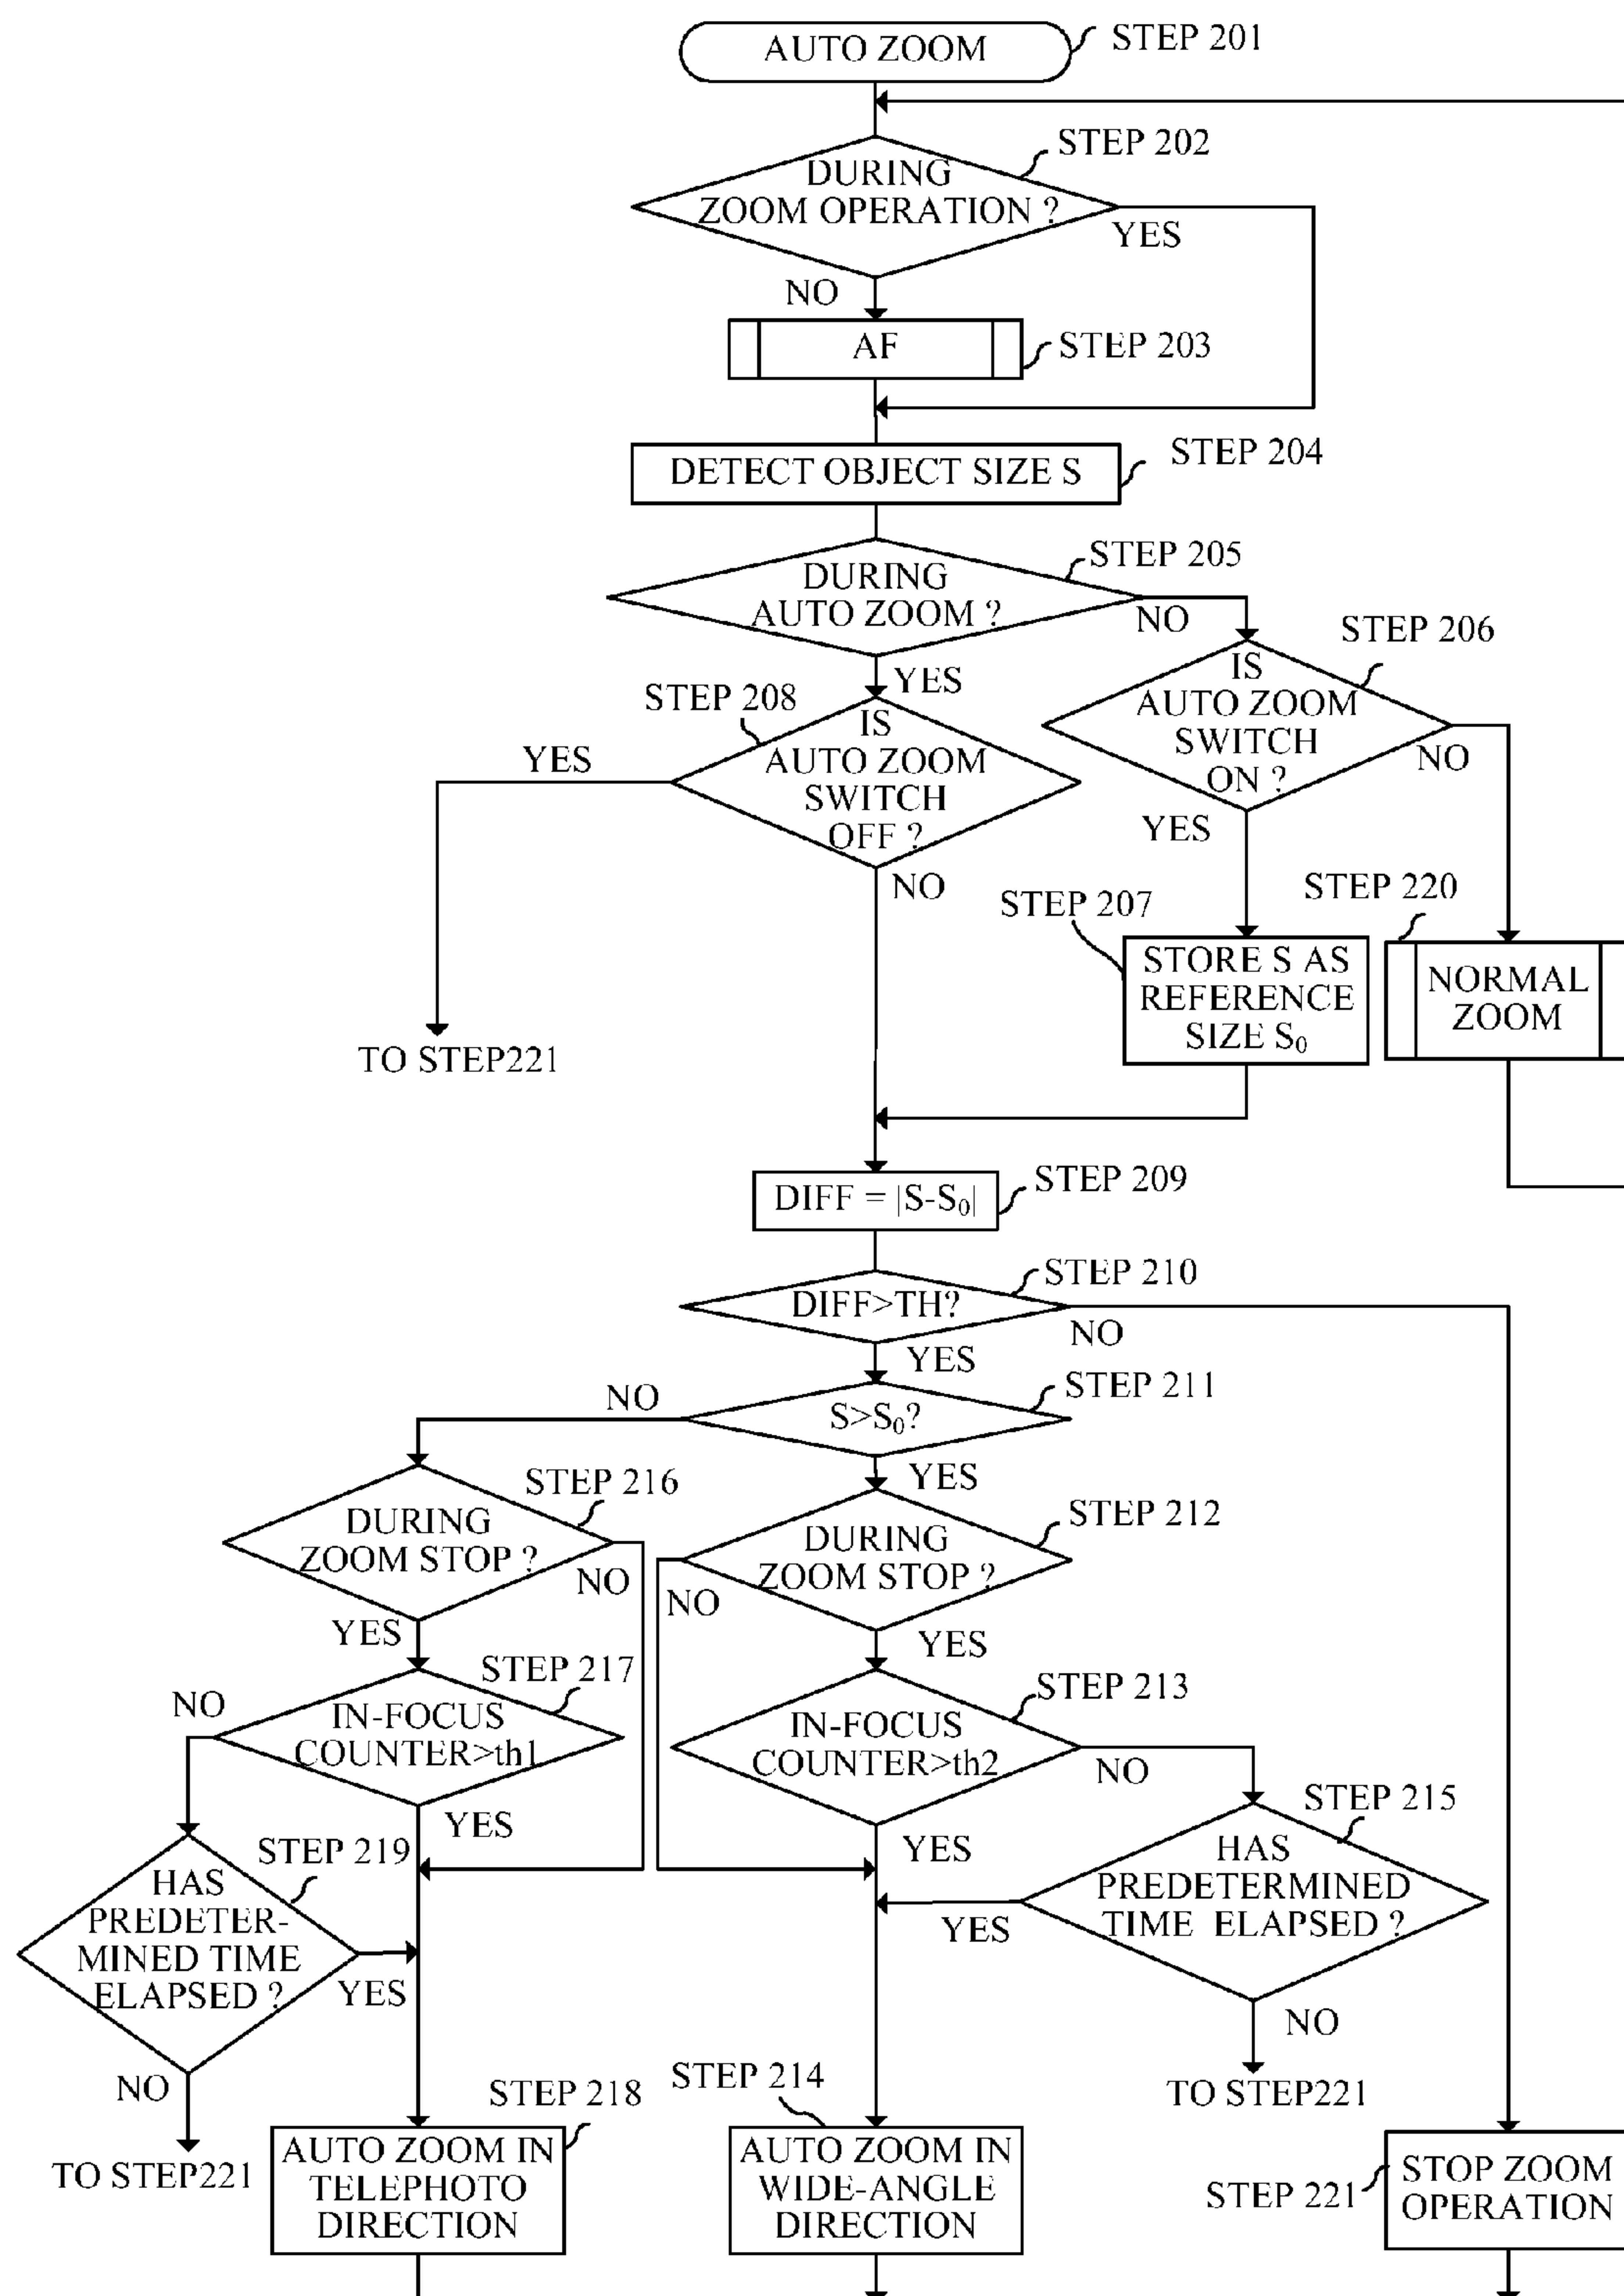 AUTO ZOOM
STEP 201
STEP 202
DURING
ZOOM OPERATION ?
YES
NO
AF
STEP 203
DETECT OBJECT SIZE S
STEP 204
STEP 205
DURING
AUTO ZOOM ?
NO
YES
STEP 206
IS
AUTO ZOOM
SWITCH
ON ?
NO
YES
STEP 208
IS
AUTO ZOOM
SWITCH
OFF ?
YES
NO
TO STEP221
STEP 207
STORE S AS
REFERENCE
SIZE S₀
STEP 220
NORMAL
ZOOM
DIFF = |S-S₀|
STEP 209
STEP 210
DIFF>TH?
NO
YES
STEP 211
S>S₀?
NO
YES
STEP 216
DURING
ZOOM STOP ?
NO
YES
STEP 212
DURING
ZOOM STOP ?
NO
YES
STEP 217
IN-FOCUS
COUNTER>th1
NO
YES
STEP 213
IN-FOCUS
COUNTER>th2
NO
YES
STEP 219
HAS
PREDETER-
MINED TIME
ELAPSED ?
YES
NO
TO STEP221
STEP 215
HAS
PREDETERMINED
TIME ELAPSED ?
YES
NO
TO STEP221
STEP 218
AUTO ZOOM IN
TELEPHOTO
DIRECTION
STEP 214
AUTO ZOOM IN
WIDE-ANGLE
DIRECTION
STEP 221
STOP ZOOM
OPERATION